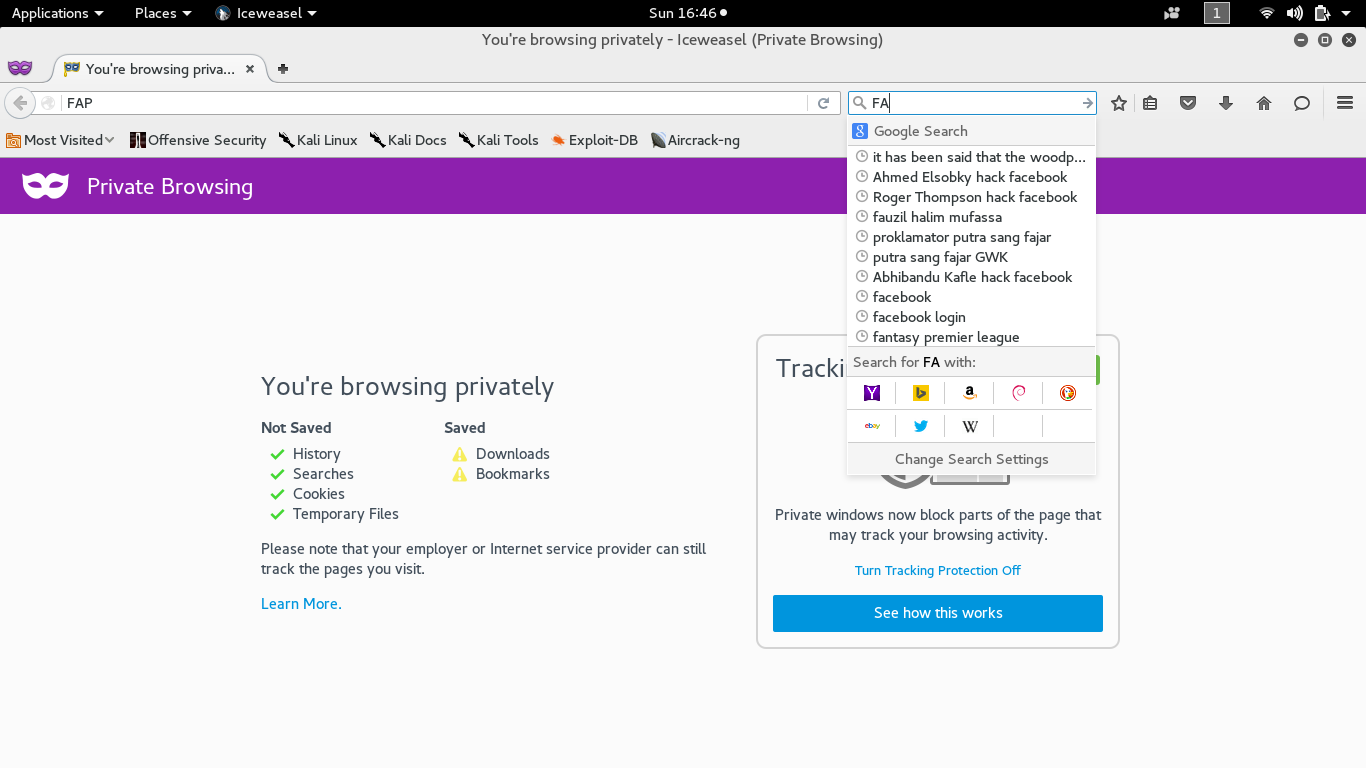 Applications Places Iceweasel Sun 16:46 1
You're browsing privately - Iceweasel (Private Browsing)
You're browsing priva...
FAP FA
Most Visited Offensive Security Kali Linux Kali Docs Kali Tools Exploit-DB Aircrack-ng
Google Search
it has been said that the woodp...
Ahmed Elsobky hack facebook
Roger Thompson hack facebook
fauzil halim mufassa
proklamator putra sang fajar
putra sang fajar GWK
Abhibandu Kafle hack facebook
facebook
facebook login
fantasy premier league
Search for FA with:
ebay
Change Search Settings
Private Browsing
You're browsing privately
Not Saved Saved
History Downloads
Searches Bookmarks
Cookies
Temporary Files
Please note that your employer or Internet service provider can still
track the pages you visit.
Learn More.
Private windows now block parts of the page that
may track your browsing activity.
Turn Tracking Protection Off
See how this works